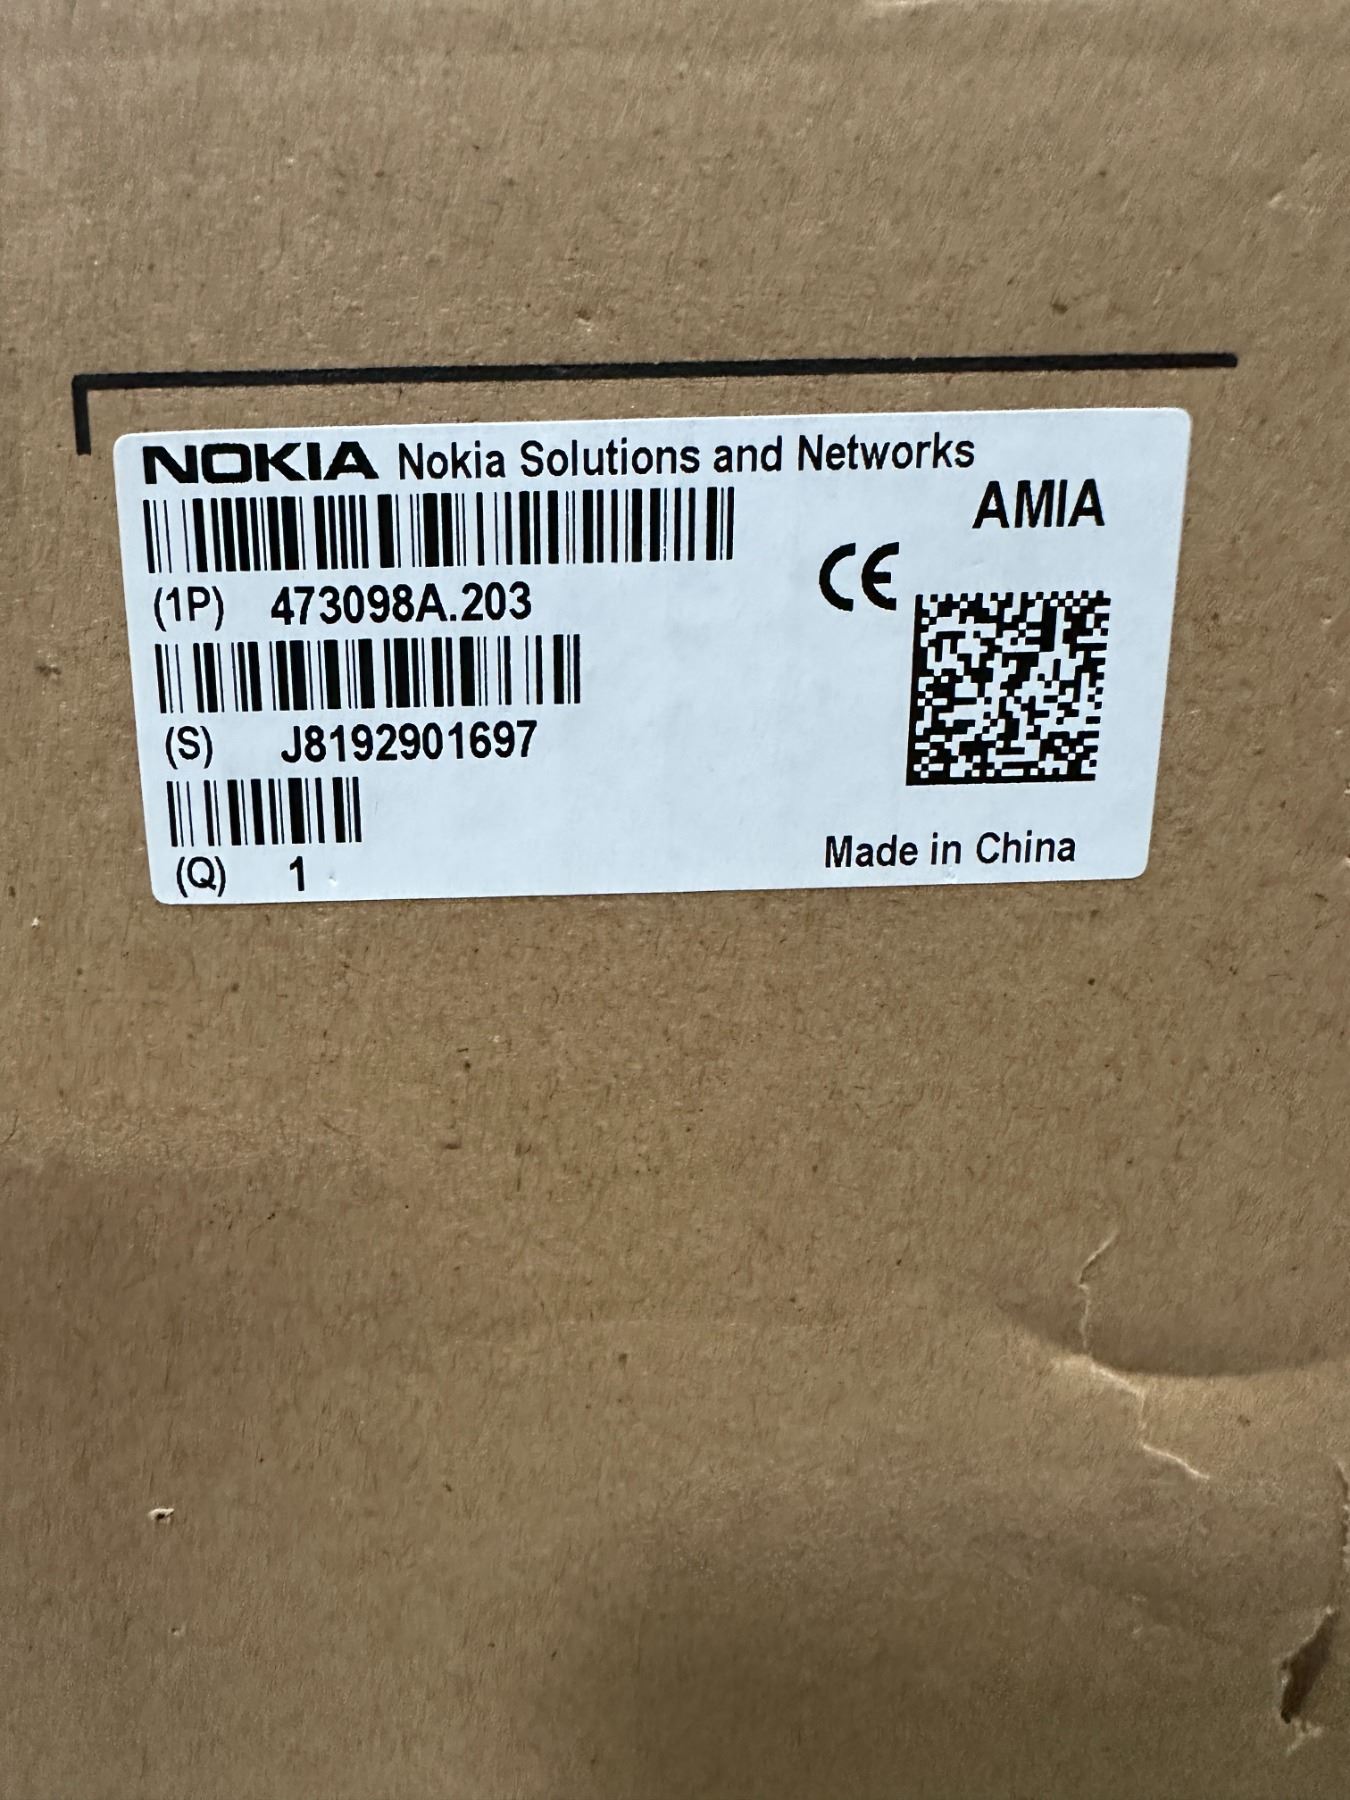 NOKIA Nokia Solutions and Networks
AMIA
CE
(1P) 473098A.203
(S) J8192901697
(Q) 1
Made in China